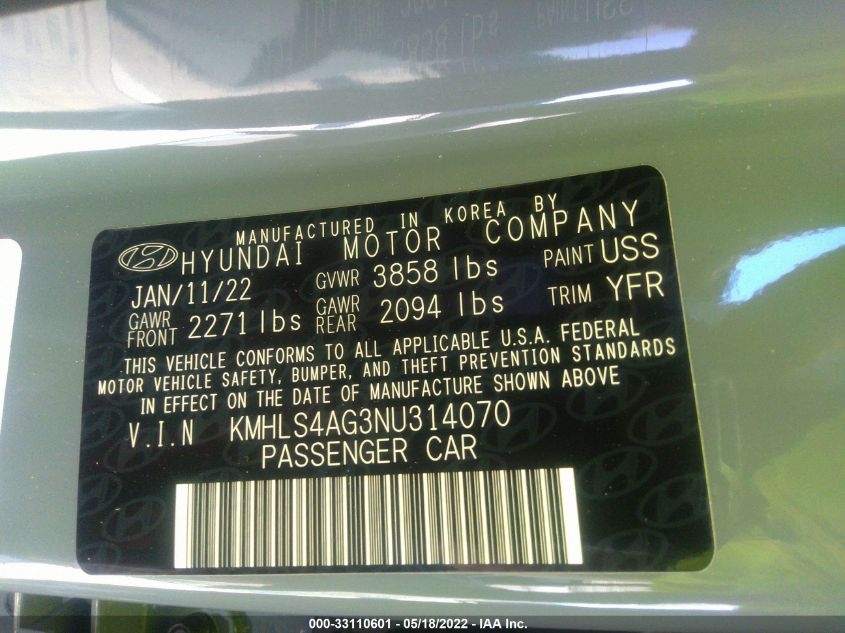 MANUFACTURED IN KOREA BY
HYUNDAI MOTOR COMPANY
JAN/11/22 GVWR 3858 lbs PAINT USS
GAWR FRONT 2271 lbs GAWR REAR 2094 lbs TRIM YFR
THIS VEHICLE CONFORMS TO ALL APPLICABLE U.S.A. FEDERAL
MOTOR VEHICLE SAFETY, BUMPER, AND THEFT PREVENTION STANDARDS
IN EFFECT ON THE DATE OF MANUFACTURE SHOWN ABOVE
V.I.N KMHLS4AG3NU314070
PASSENGER CAR
000-33110601 - 05/18/2022 - IAA Inc.